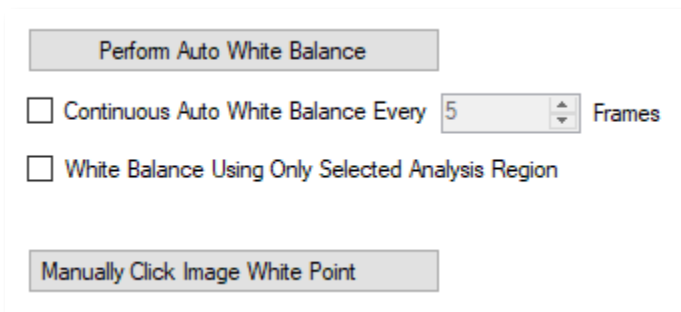 Perform Auto White Balance
Continuous Auto White Balance Every 5 Frames
White Balance Using Only Selected Analysis Region
Manually Click Image White Point